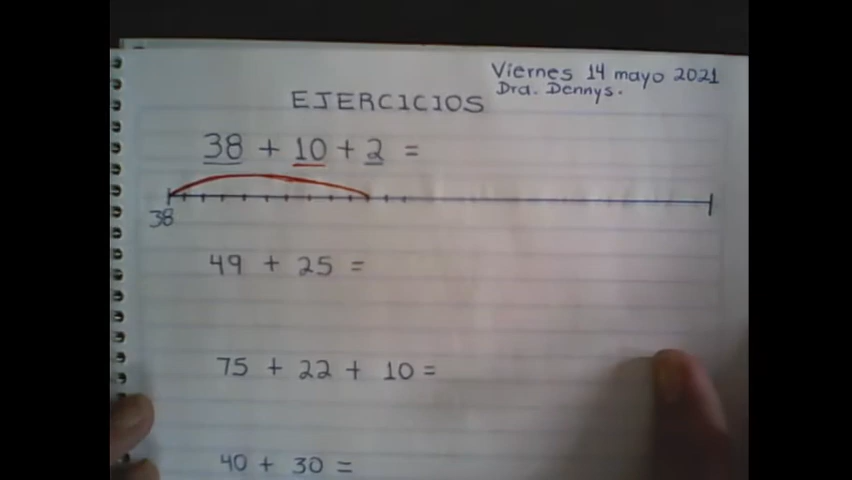 Viernes 14 mayo 2021
Dra. Dennys.
EJERCICIOS
38 + 10 + 2 =
38
49 + 25 =
75 + 22 + 10 =
40 + 30 =